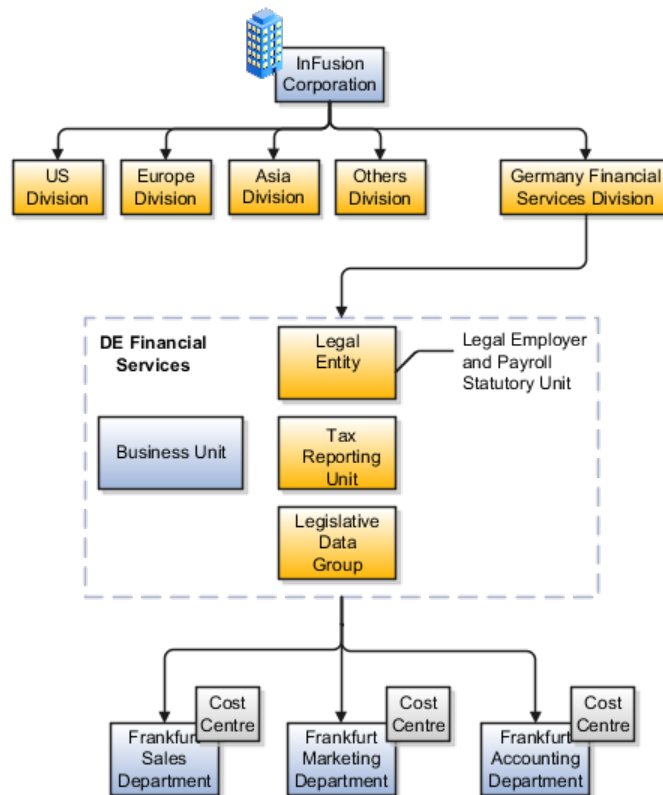 InFusion
Corporation
US
Division
Europe
Division
Asia
Division
Others
Division
Germany Financial
Services Division
DE Financial
Services
Legal
Entity
Legal Employer
and Payroll
Statutory Unit
Business Unit
Tax
Reporting
Unit
Legislative
Data
Group
Cost
Centre
Frankfurt
Sales
Department
Cost
Centre
Frankfurt
Marketing
Department
Cost
Centre
Frankfurt
Accounting
Department